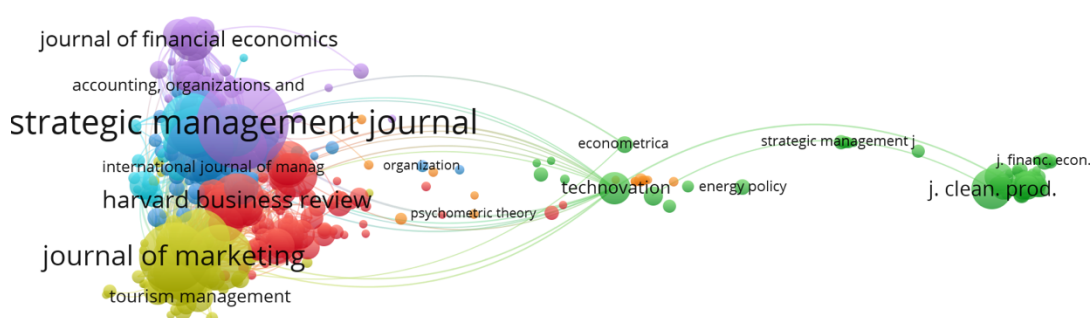 journal of financial economics
accounting, organizations and
strategic management journal
econometrica
strategic management j
international journal of manag
organization
j. financ. econ.
technovation
energy policy
j. clean. prod.
harvard business review
psychometric theory
journal of marketing
tourism management